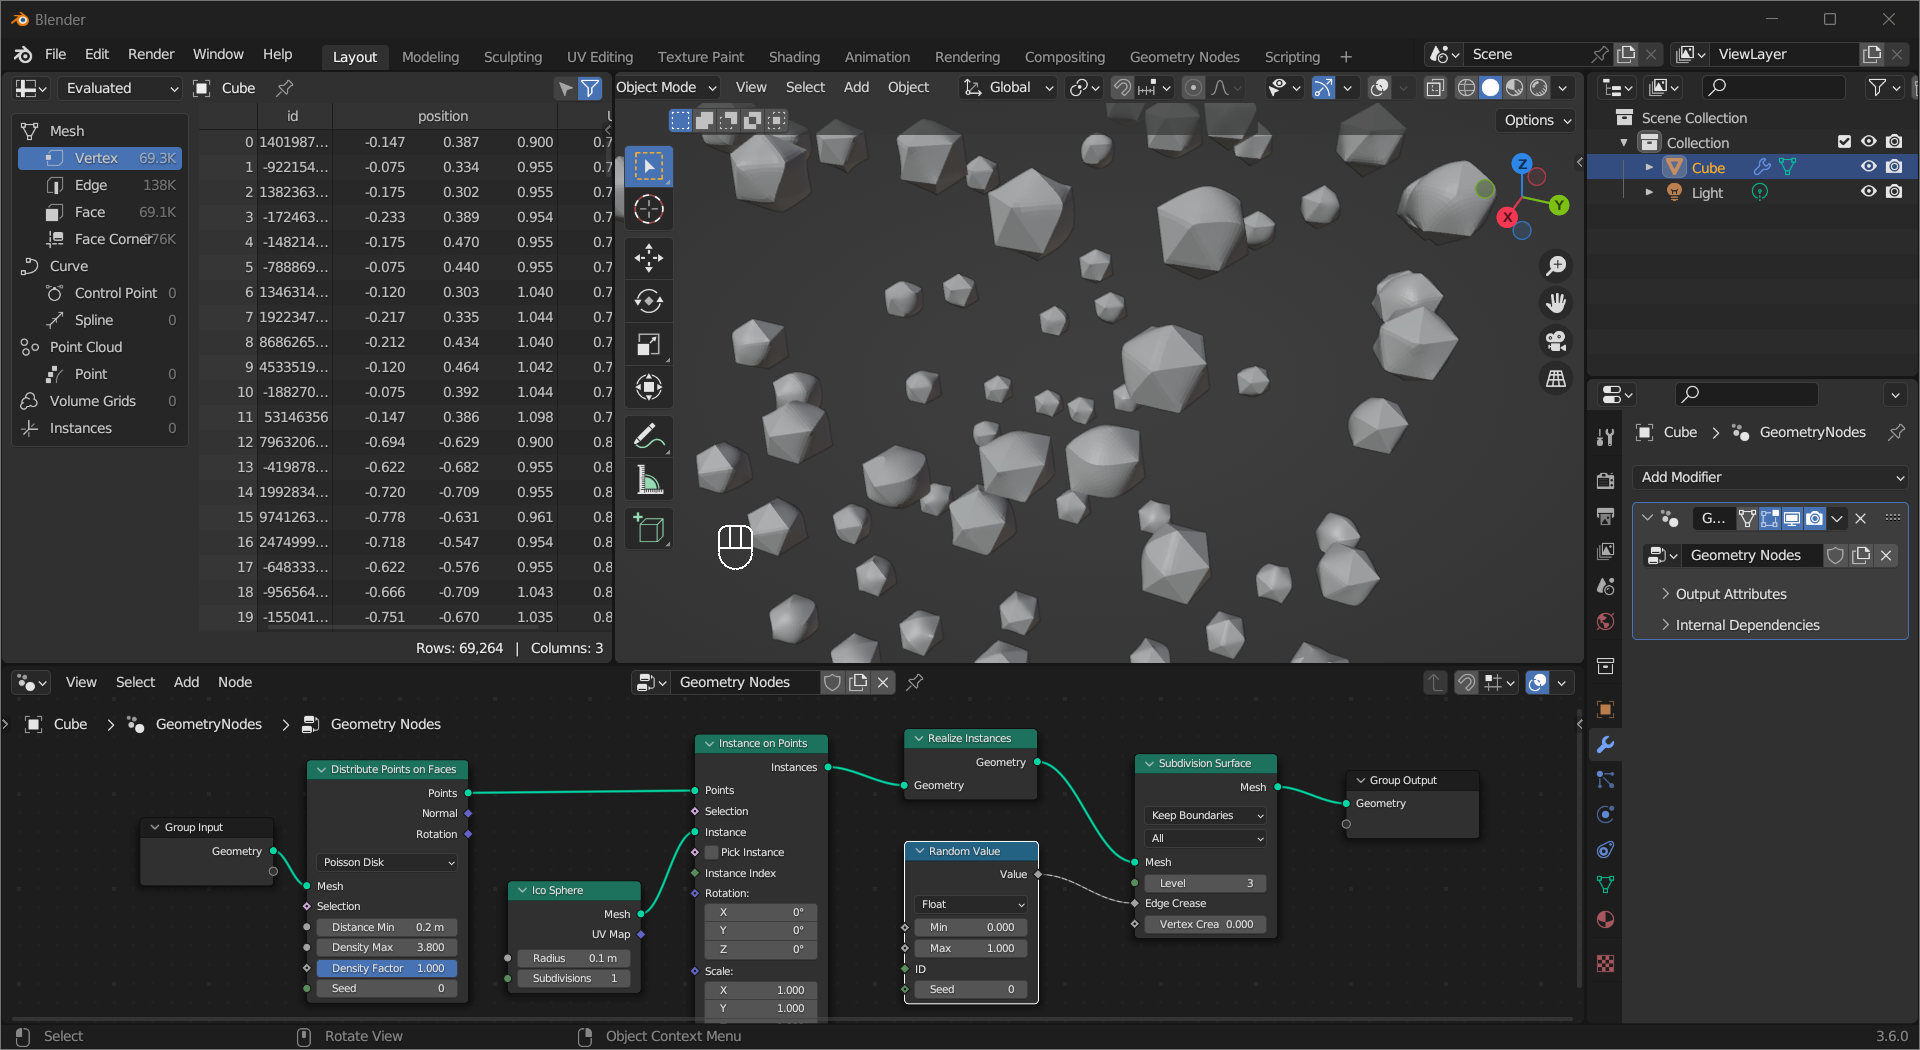 Blender
File Edit Render Window Help Layout Modeling Sculpting UV Editing Texture Paint Shading Animation Rendering Compositing Geometry Nodes Scripting + Scene ViewLayer
Evaluated Cube
Object Mode View Select Add Object Global
Options
id position
Mesh
Vertex 69.3K
Edge 138K
Face 69.1K
Face Corner 276K
Curve
Control Point 0
Spline 0
Point Cloud
Point 0
Volume Grids 0
Instances 0
0 1401987... -0.147 0.387 0.900 0.7
1 -922154... -0.075 0.334 0.955 0.7
2 1382363... -0.175 0.302 0.955 0.7
3 -172463... -0.233 0.389 0.954 0.7
4 -148214... -0.175 0.470 0.955 0.7
5 -788869... -0.075 0.440 0.955 0.7
6 1346314... -0.120 0.303 1.040 0.7
7 1922347... -0.217 0.335 1.044 0.7
8 8686265... -0.212 0.434 1.040 0.7
9 4533519... -0.120 0.464 1.042 0.7
10 -188270... -0.075 0.392 1.044 0.7
11 53146356 -0.147 0.386 1.098 0.7
12 7963206... -0.694 -0.629 0.900 0.8
13 -419878... -0.622 -0.682 0.955 0.8
14 1992834... -0.720 -0.709 0.955 0.8
15 9741263... -0.778 -0.631 0.961 0.8
16 2474999... -0.718 -0.547 0.954 0.8
17 -648333... -0.622 -0.576 0.955 0.8
18 -956564... -0.666 -0.709 1.043 0.8
19 -155041... -0.751 -0.670 1.035 0.8
Rows: 69,264 | Columns: 3
Z
Y
X
Scene Collection
Collection
Cube
Light
Cube > GeometryNodes
Add Modifier
G...
Geometry Nodes
Output Attributes
Internal Dependencies
View Select Add Node Geometry Nodes
Cube > GeometryNodes > Geometry Nodes
Group Input
Geometry
Distribute Points on Faces
Points
Normal
Rotation
Poisson Disk
Mesh
Selection
Distance Min 0.2 m
Density Max 3.800
Density Factor 1.000
Seed 0
Ico Sphere
Mesh
UV Map
Radius 0.1 m
Subdivisions 1
Instance on Points
Instances
Points
Selection
Instance
Pick Instance
Instance Index
Rotation:
X 0°
Y 0°
Z 0°
Scale:
X 1.000
Y 1.000
Realize Instances
Geometry
Geometry
Random Value
Value
Float
Min 0.000
Max 1.000
ID
Seed 0
Subdivision Surface
Mesh
Keep Boundaries
All
Mesh
Level 3
Edge Crease
Vertex Crea 0.000
Group Output
Geometry
Select Rotate View Object Context Menu 3.6.0